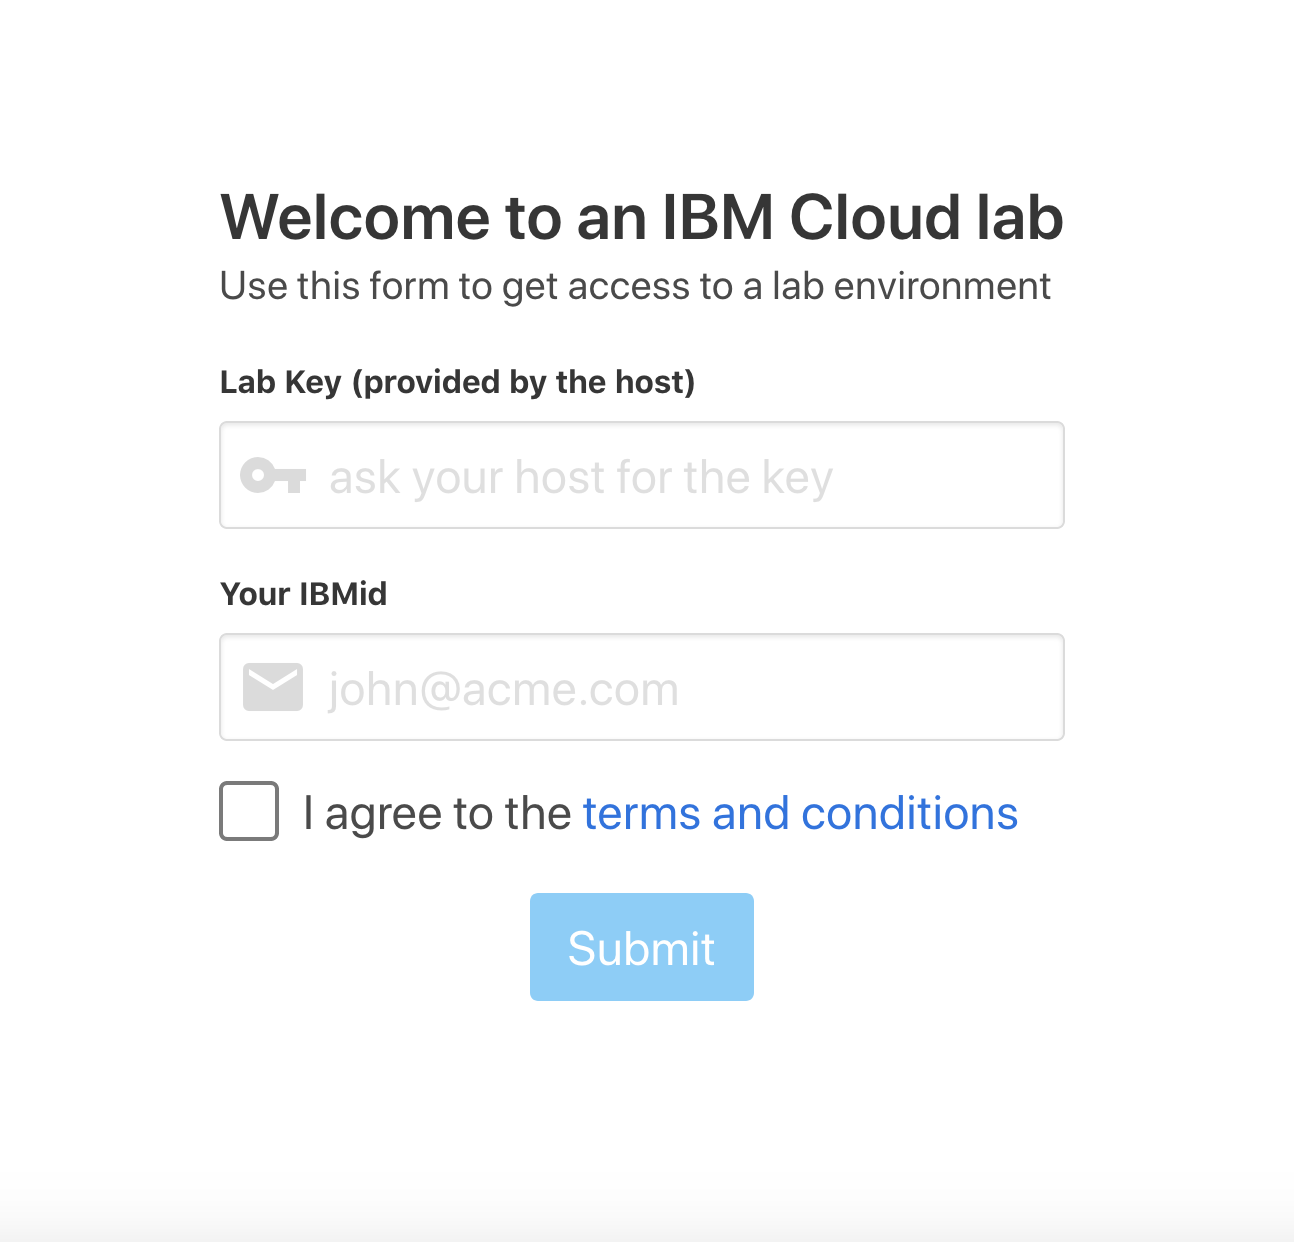 Welcome to an IBM Cloud lab
Use this form to get access to a lab environment
Lab Key (provided by the host)
ask your host for the key
Your IBMid
john@acme.com
I agree to the terms and conditions
Submit